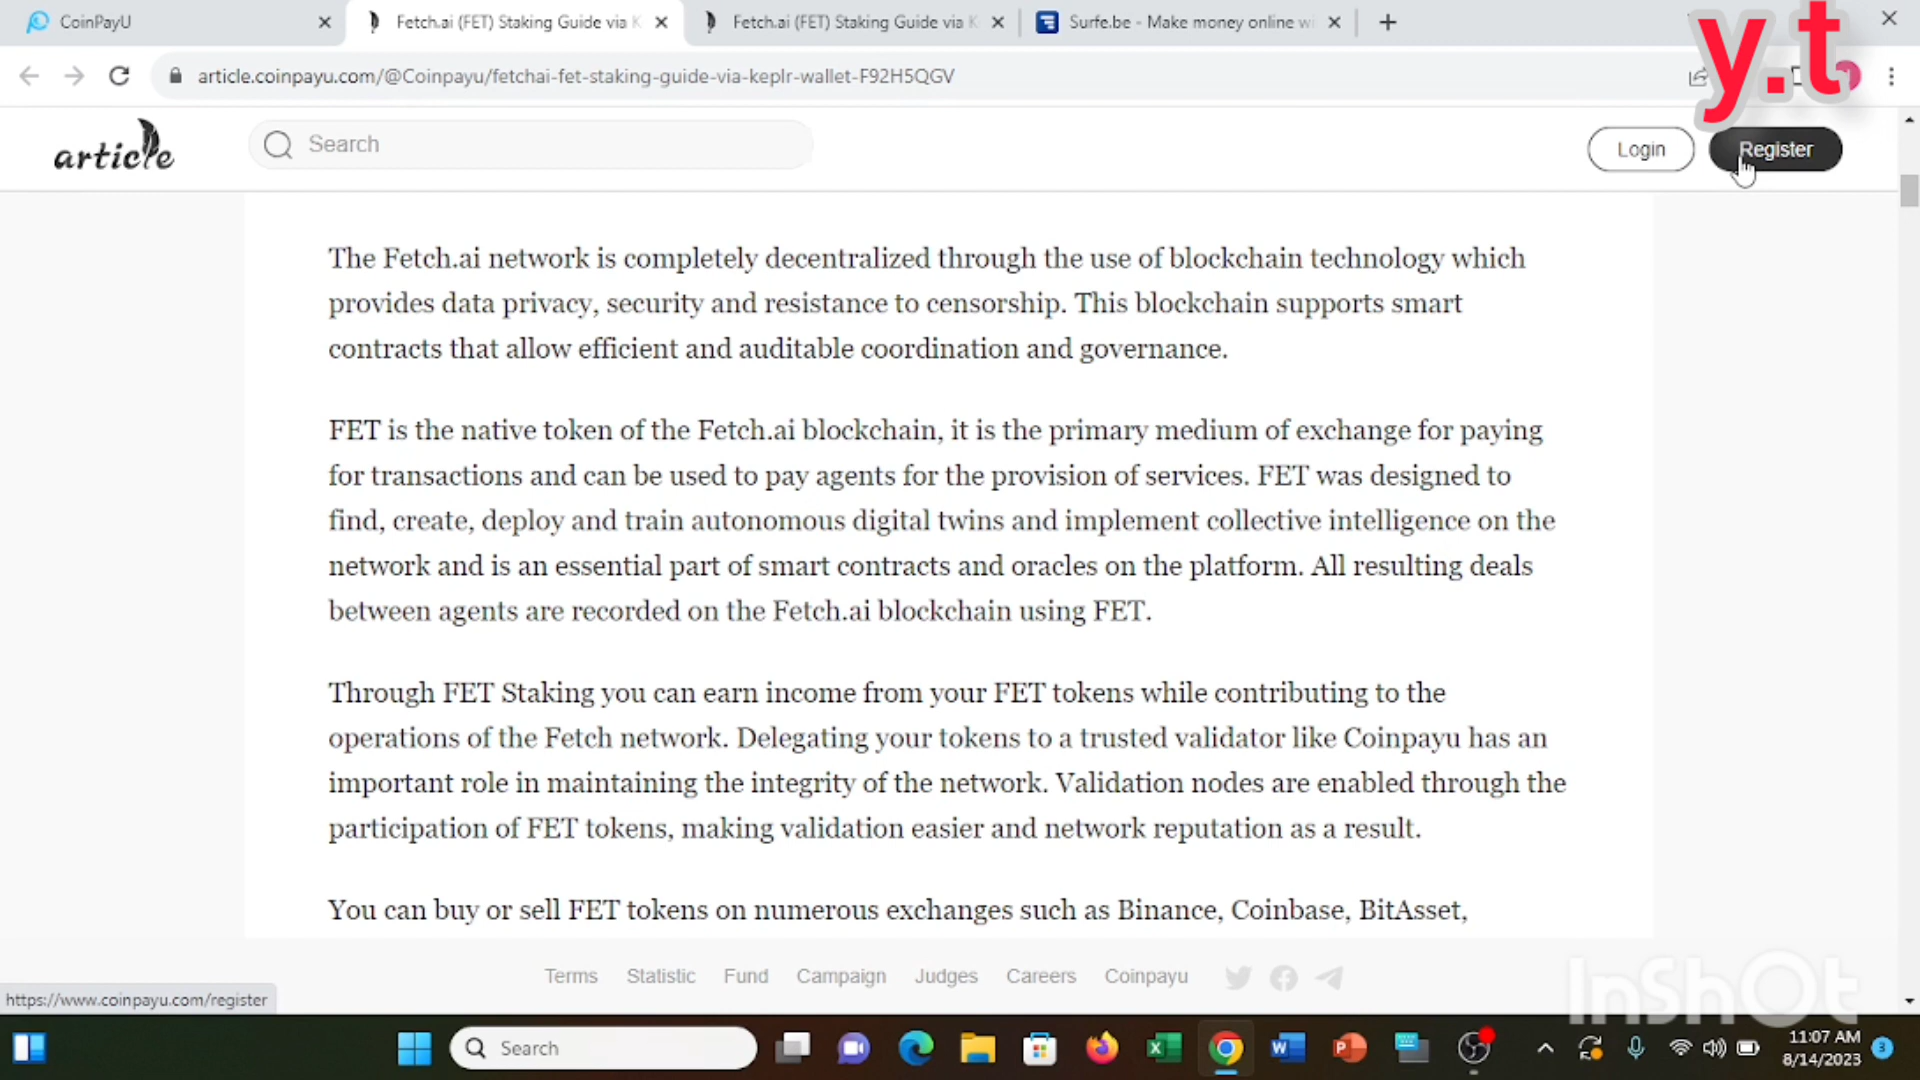 CoinPayU
Fetch.ai (FET) Staking Guide via K
Fetch.ai (FET) Staking Guide via K
Surfe.be - Make money online wi
y.t
article.coinpayu.com/@Coinpayu/fetchai-fet-staking-guide-via-keplr-wallet-F92H5QGV
article
Search
Login
Register
The Fetch.ai network is completely decentralized through the use of blockchain technology which
provides data privacy, security and resistance to censorship. This blockchain supports smart
contracts that allow efficient and auditable coordination and governance.
FET is the native token of the Fetch.ai blockchain, it is the primary medium of exchange for paying
for transactions and can be used to pay agents for the provision of services. FET was designed to
find, create, deploy and train autonomous digital twins and implement collective intelligence on the
network and is an essential part of smart contracts and oracles on the platform. All resulting deals
between agents are recorded on the Fetch.ai blockchain using FET.
Through FET Staking you can earn income from your FET tokens while contributing to the
operations of the Fetch network. Delegating your tokens to a trusted validator like Coinpayu has an
important role in maintaining the integrity of the network. Validation nodes are enabled through the
participation of FET tokens, making validation easier and network reputation as a result.
You can buy or sell FET tokens on numerous exchanges such as Binance, Coinbase, BitAsset,
Terms Statistic Fund Campaign Judges Careers Coinpayu
https://www.coinpayu.com/register
InShOt
Search
11:07 AM
8/14/2023
3